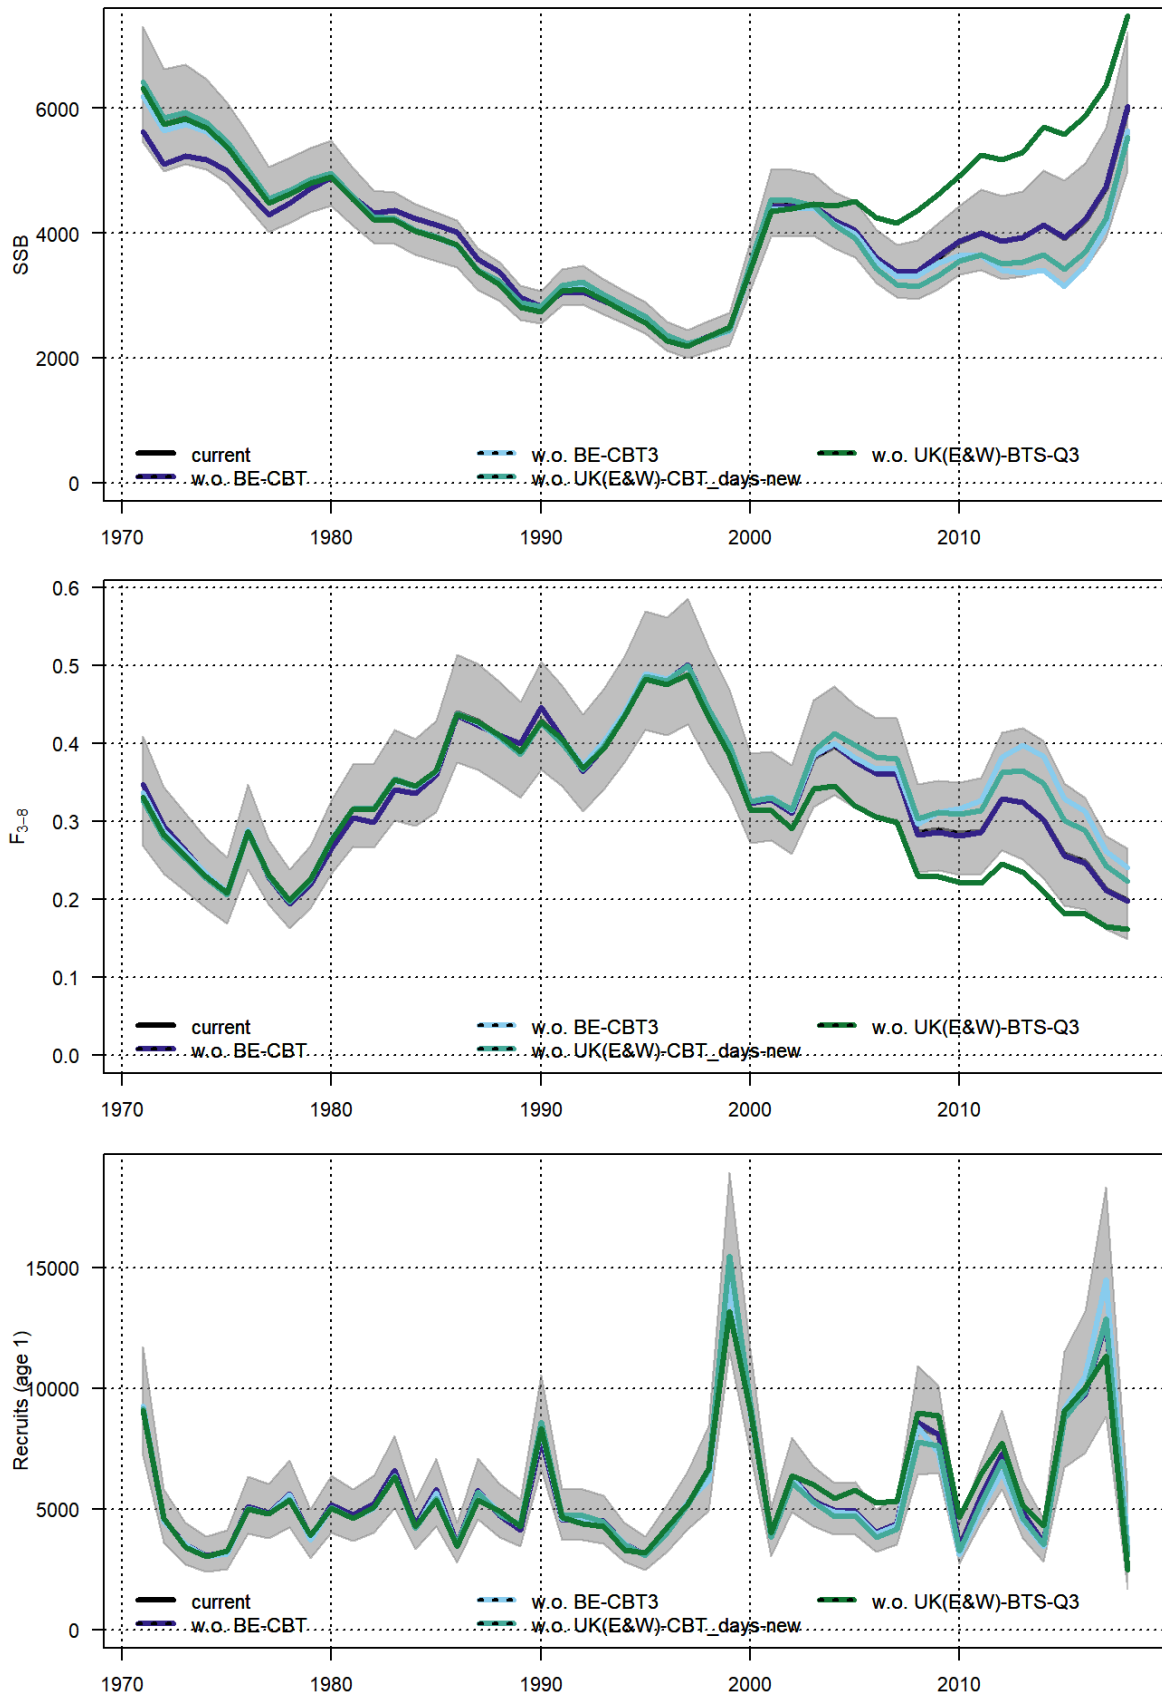 6000
4000
2000
0
SSB
current
w.o. BE-CBT3
w.o. UK(E&W)-BTS-Q3
w.o. BE-CBT
w.o. UK(E&W)-CBT_days-new
1970 1980 1990 2000 2010
0.6
0.5
0.4
0.3
0.2
0.1
0.0
F3–8
current
w.o. BE-CBT3
w.o. UK(E&W)-BTS-Q3
w.o. BE-CBT
w.o. UK(E&W)-CBT_days-new
1970 1980 1990 2000 2010
15000
10000
5000
0
Recruits (age 1)
current
w.o. BE-CBT3
w.o. UK(E&W)-BTS-Q3
w.o. BE-CBT
w.o. UK(E&W)-CBT_days-new
1970 1980 1990 2000 2010